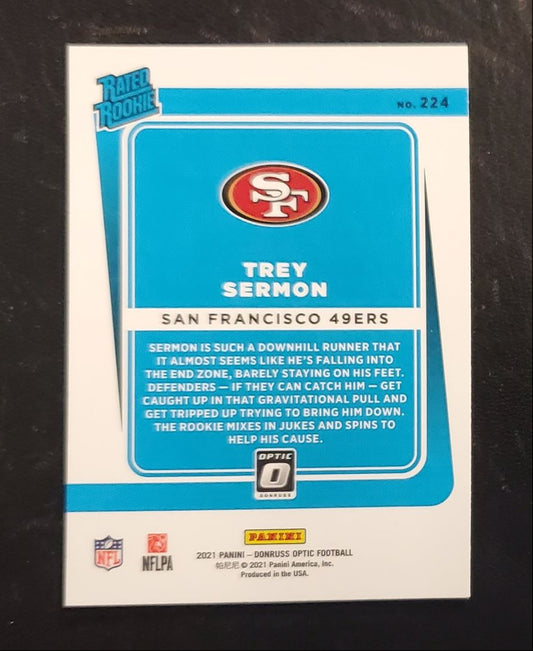 RATED
ROOKIE
NO. 224
SF
TREY
SERMON
SAN FRANCISCO 49ERS
SERMON IS SUCH A DOWNHILL RUNNER THAT
IT ALMOST SEEMS LIKE HE'S FALLING INTO
THE END ZONE, BARELY STAYING ON HIS FEET.
DEFENDERS — IF THEY CAN CATCH HIM — GET
CAUGHT UP IN THAT GRAVITATIONAL PULL AND
GET TRIPPED UP TRYING TO BRING HIM DOWN.
THE ROOKIE MIXES IN JUKES AND SPINS TO
HELP HIS CAUSE.
OPTIC
O
DONRUSS
PANINI
NFL
NFLPA
2021 PANINI – DONRUSS OPTIC FOOTBALL
帕尼尼 © 2021 Panini America, Inc.
Produced in the USA.